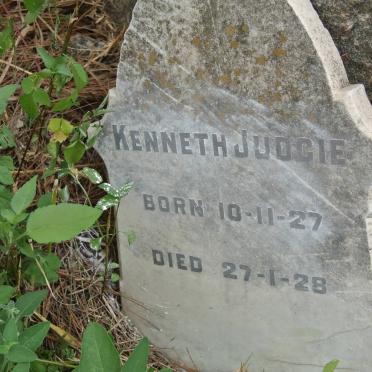 KENNETH JUDGIE
BORN 10-11-27
DIED 27-1-28